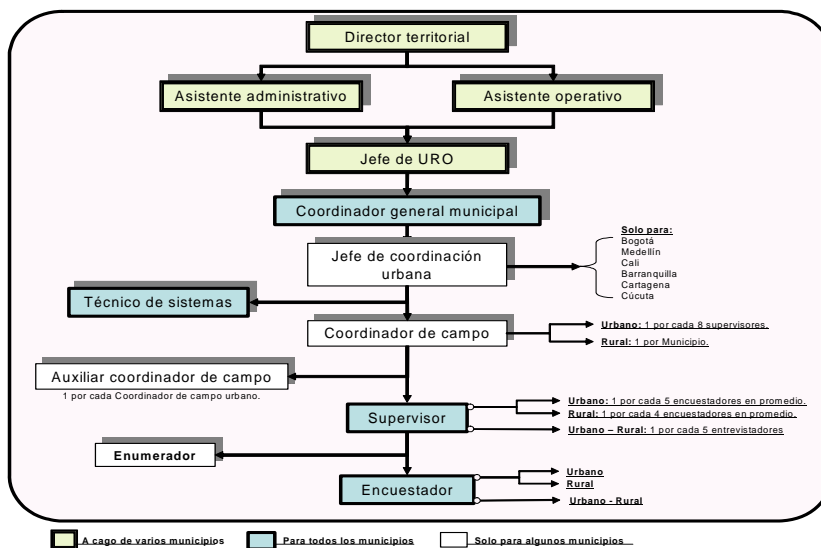 Director territorial
Asistente administrativo
Asistente operativo
Jefe de URO
Coordinador general municipal
Solo para:
Bogotá
Medellín
Cali
Barranquilla
Cartagena
Cúcuta
Jefe de coordinación
urbana
Técnico de sistemas
Coordinador de campo
Urbano: 1 por cada 8 supervisores.
Rural: 1 por Municipio.
Auxiliar coordinador de campo
1 por cada Coordinador de campo urbano.
Supervisor
Urbano: 1 por cada 5 encuestadores en promedio.
Rural: 1 por cada 4 encuestadores en promedio.
Urbano – Rural: 1 por cada 5 entrevistadores
Enumerador
Encuestador
Urbano
Rural
Urbano - Rural
A cago de varios municipios
Para todos los municipios
Solo para algunos municipios